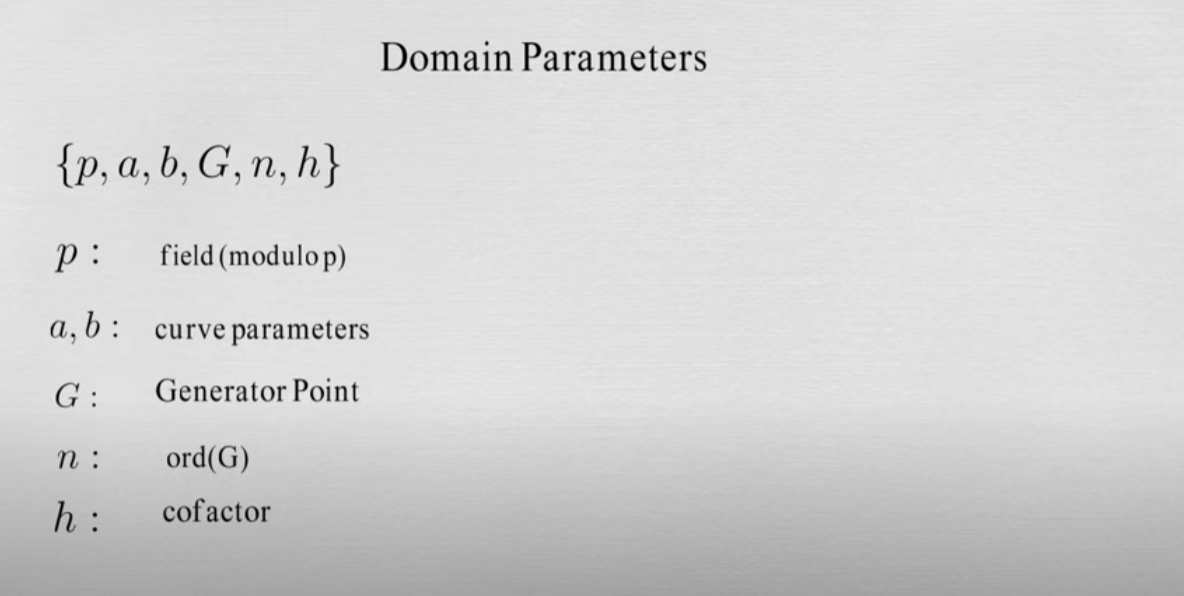 Domain Parameters
{p, a, b, G, n, h}
p : field (modulo p)
a, b : curve parameters
G : Generator Point
n : ord(G)
h : cofactor